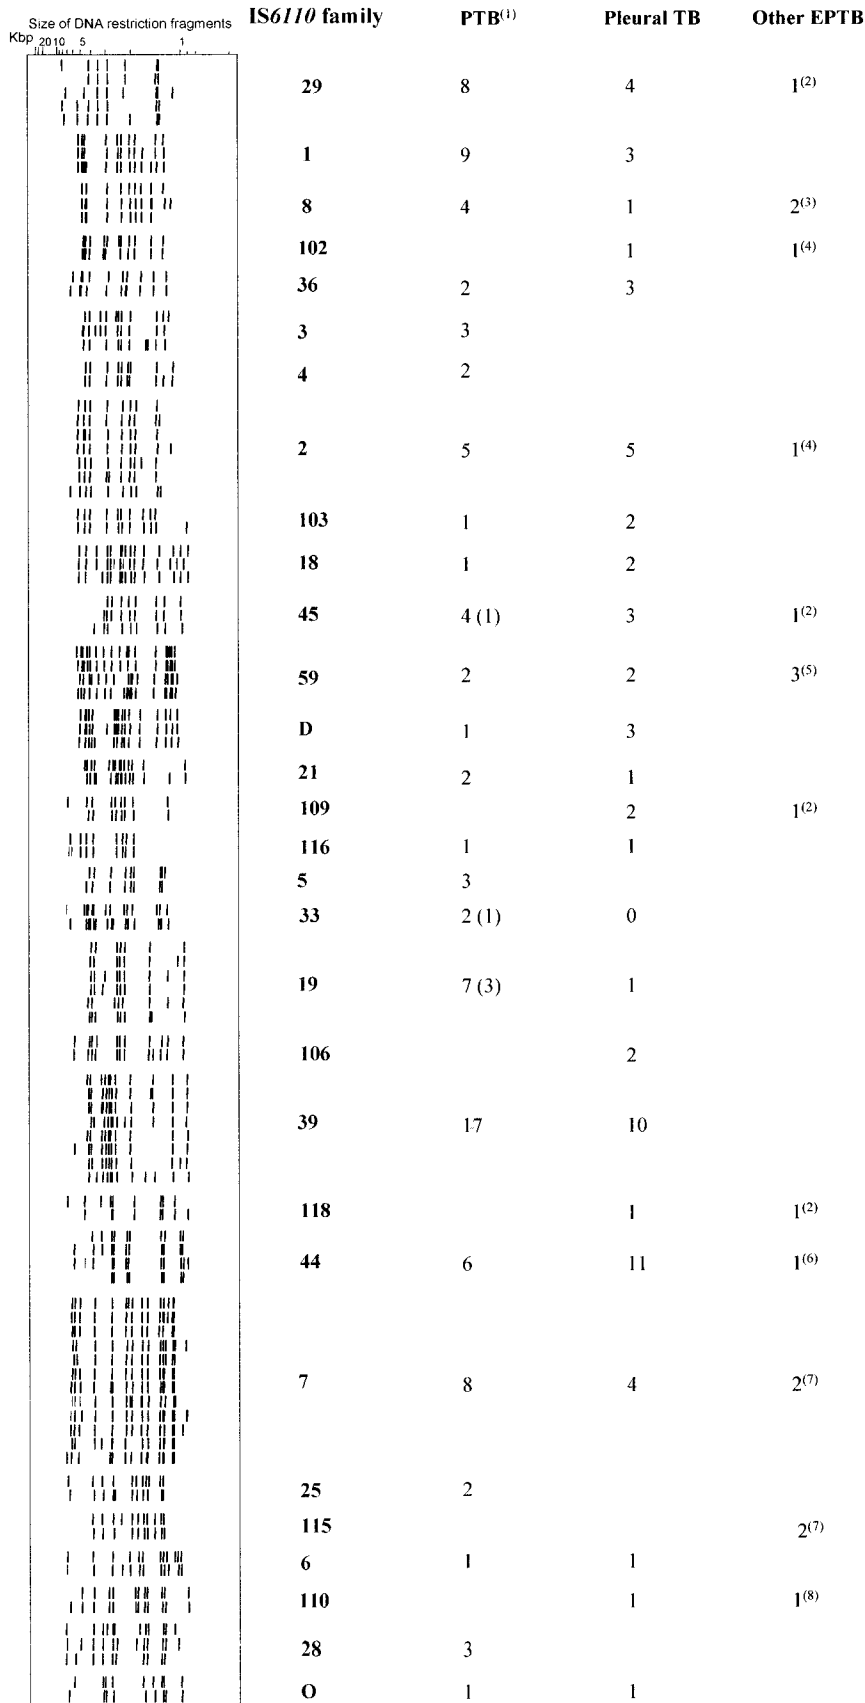 Size of DNA restriction fragments IS6110 family PTB(1) Pleural TB Other EPTB
Kbp 2010 5 1
29 8 4 1(2)
1 9 3
8 4 1 2(3)
102 1 1(4)
36 2 3
3 3
4 2
2 5 5 1(4)
103 1 2
18 1 2
45 4 (1) 3 1(2)
59 2 2 3(5)
D 1 3
21 2 1
109 2 1(2)
116 1 1
5 3
33 2 (1) 0
19 7 (3) 1
106 2
39 17 10
118 1 1(2)
44 6 11 1(6)
7 8 4 2(7)
25 2
115 2(7)
6 1 1
110 1 1(8)
28 3
O 1 1